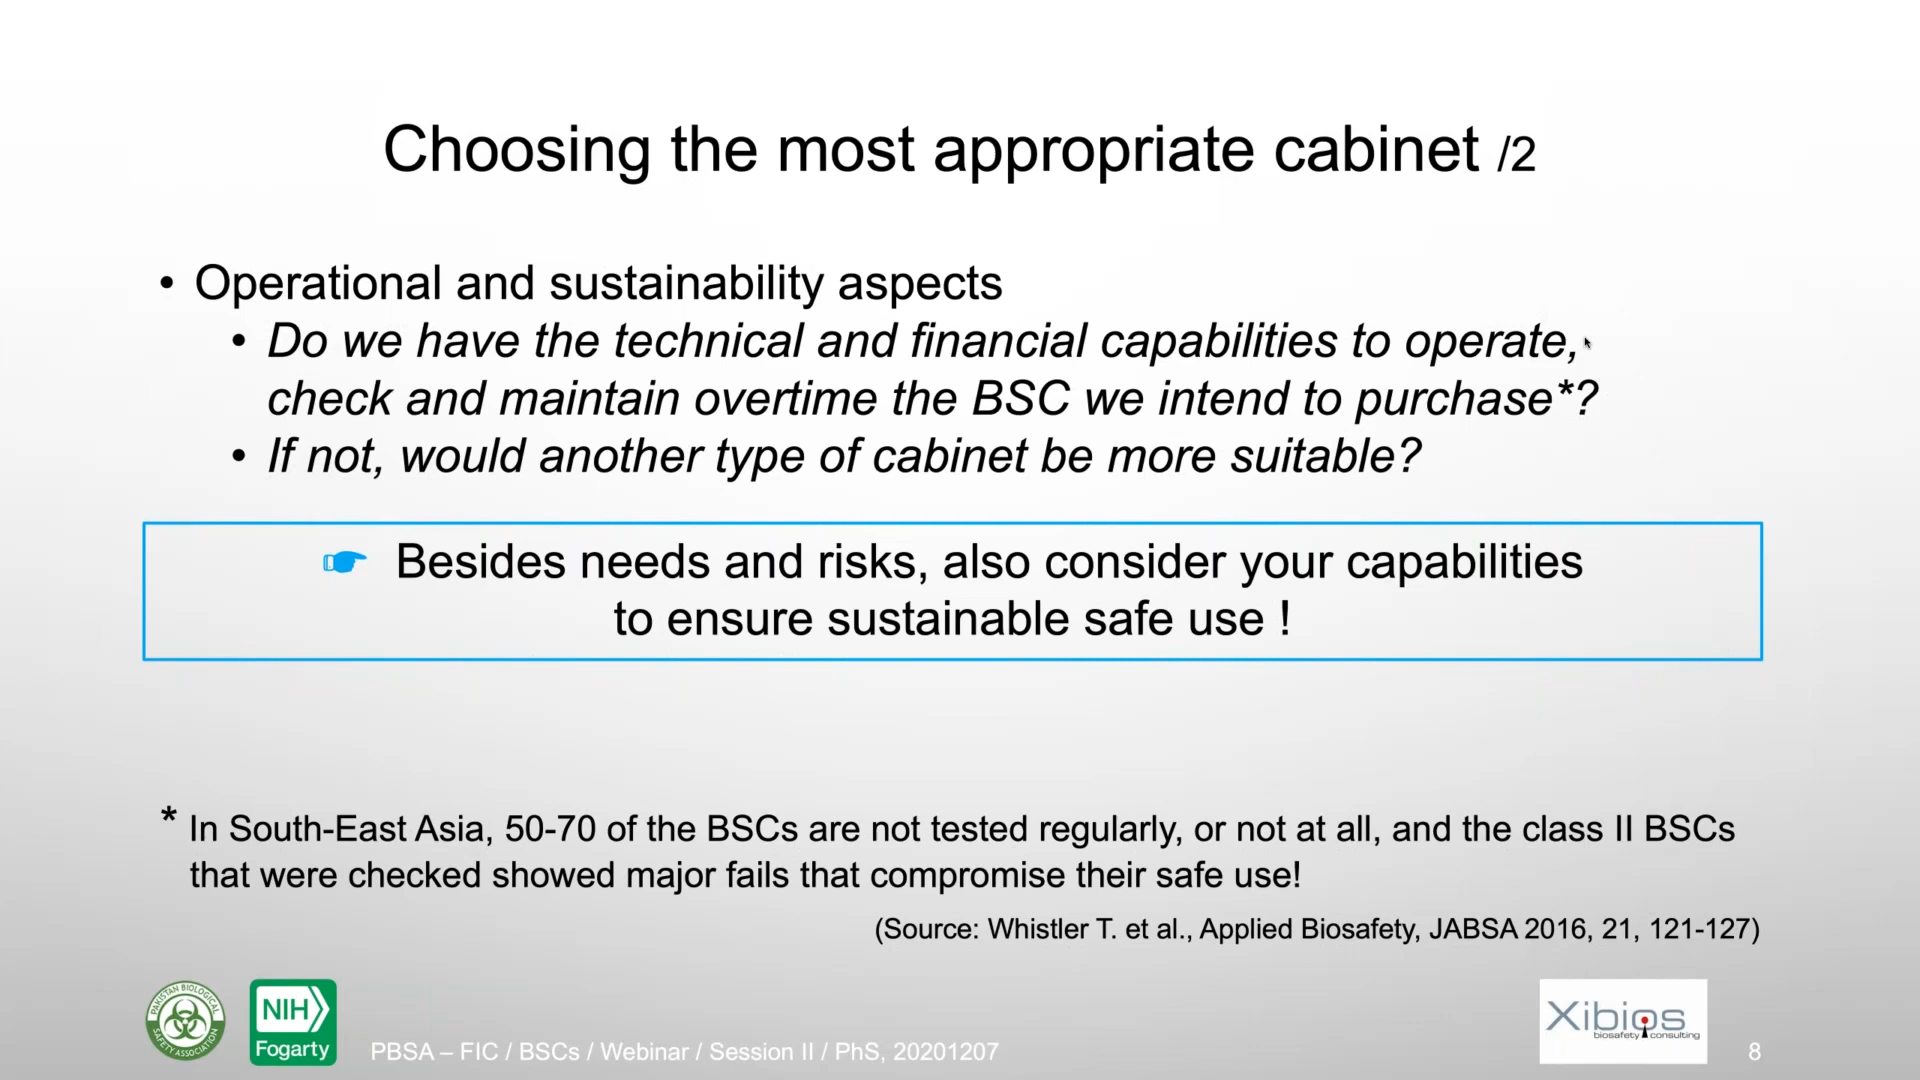 Choosing the most appropriate cabinet /2
• Operational and sustainability aspects
• Do we have the technical and financial capabilities to operate,
check and maintain overtime the BSC we intend to purchase*?
• If not, would another type of cabinet be more suitable?
☛ Besides needs and risks, also consider your capabilities
to ensure sustainable safe use !
* In South-East Asia, 50-70 of the BSCs are not tested regularly, or not at all, and the class II BSCs
that were checked showed major fails that compromise their safe use!
(Source: Whistler T. et al., Applied Biosafety, JABSA 2016, 21, 121-127)
PAKISTAN BIOLOGICAL
SAFETY ASSOCIATION
NIH
Fogarty
PBSA – FIC / BSCs / Webinar / Session II / PhS, 20201207
Xibios
biosafety consulting
8